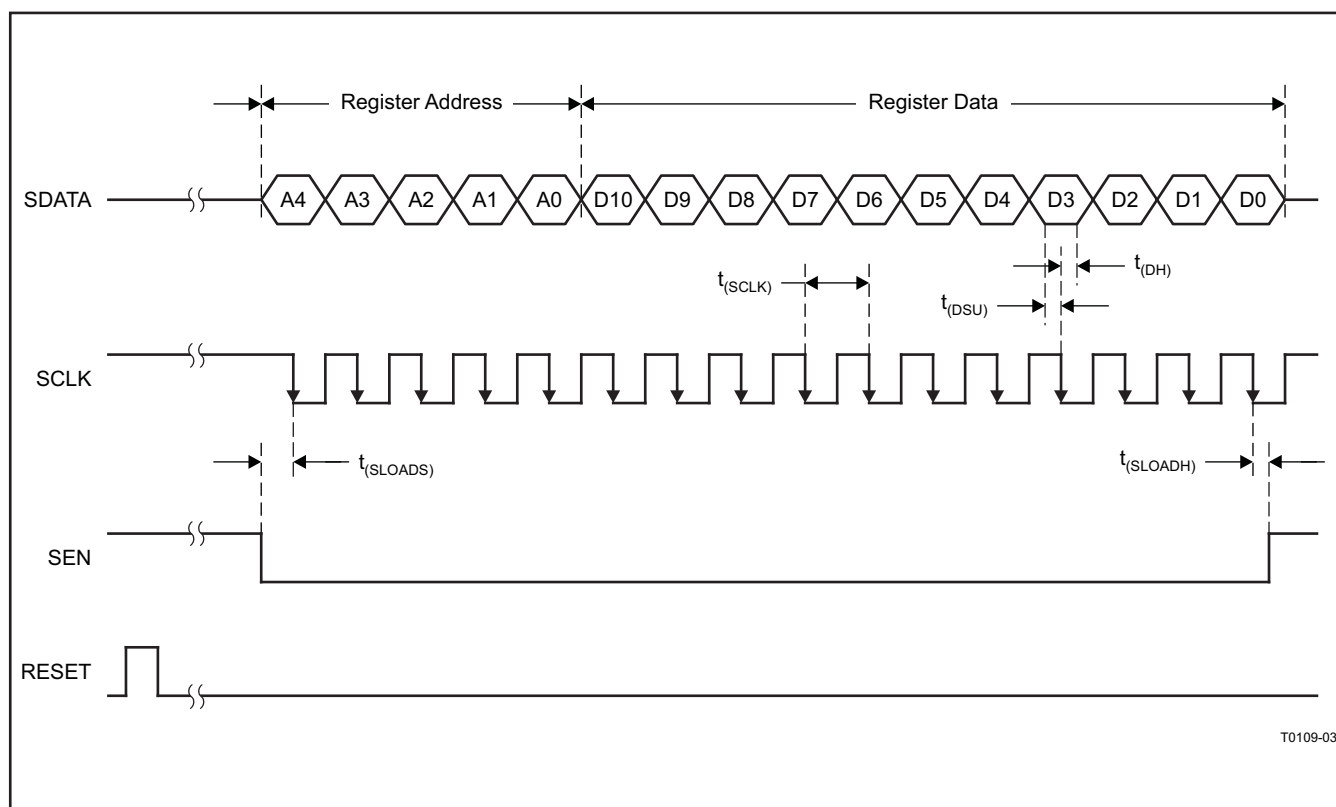 Register Address Register Data
SDATA A4 A3 A2 A1 A0 D10 D9 D8 D7 D6 D5 D4 D3 D2 D1 D0
t(SCLK) t(DH)
t(DSU)
SCLK
t(SLOADS) t(SLOADH)
SEN
RESET
T0109-03